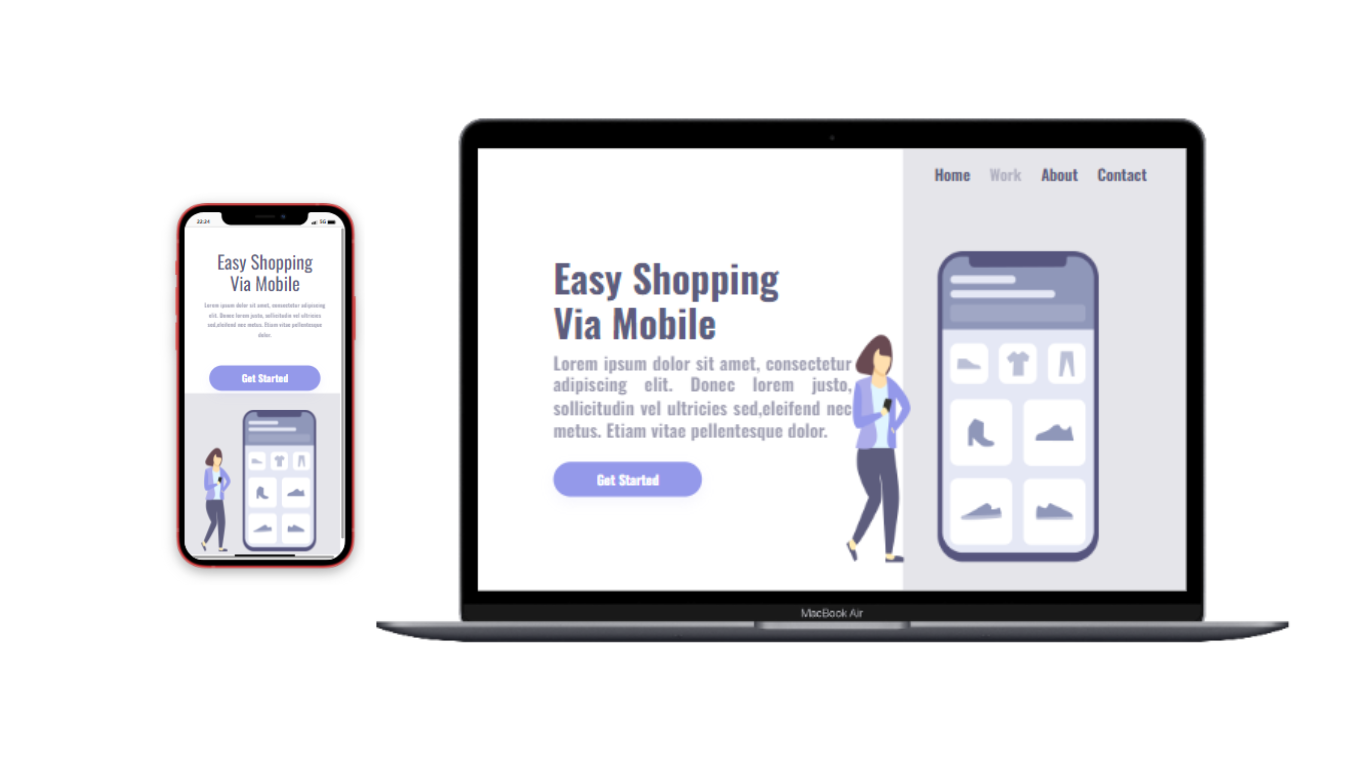 22:24
5G
Easy Shopping
Via Mobile
Lorem ipsum dolor sit amet, consectetur adipiscing
elit. Donec lorem justo, sollicitudin vel ultricies
sed,eleifend nec metus. Etiam vitae pellentesque
dolor.
Get Started
Home Work About Contact
Easy Shopping
Via Mobile
Lorem ipsum dolor sit amet, consectetur
adipiscing elit. Donec lorem justo,
sollicitudin vel ultricies sed,eleifend nec
metus. Etiam vitae pellentesque dolor.
Get Started
MacBook Air